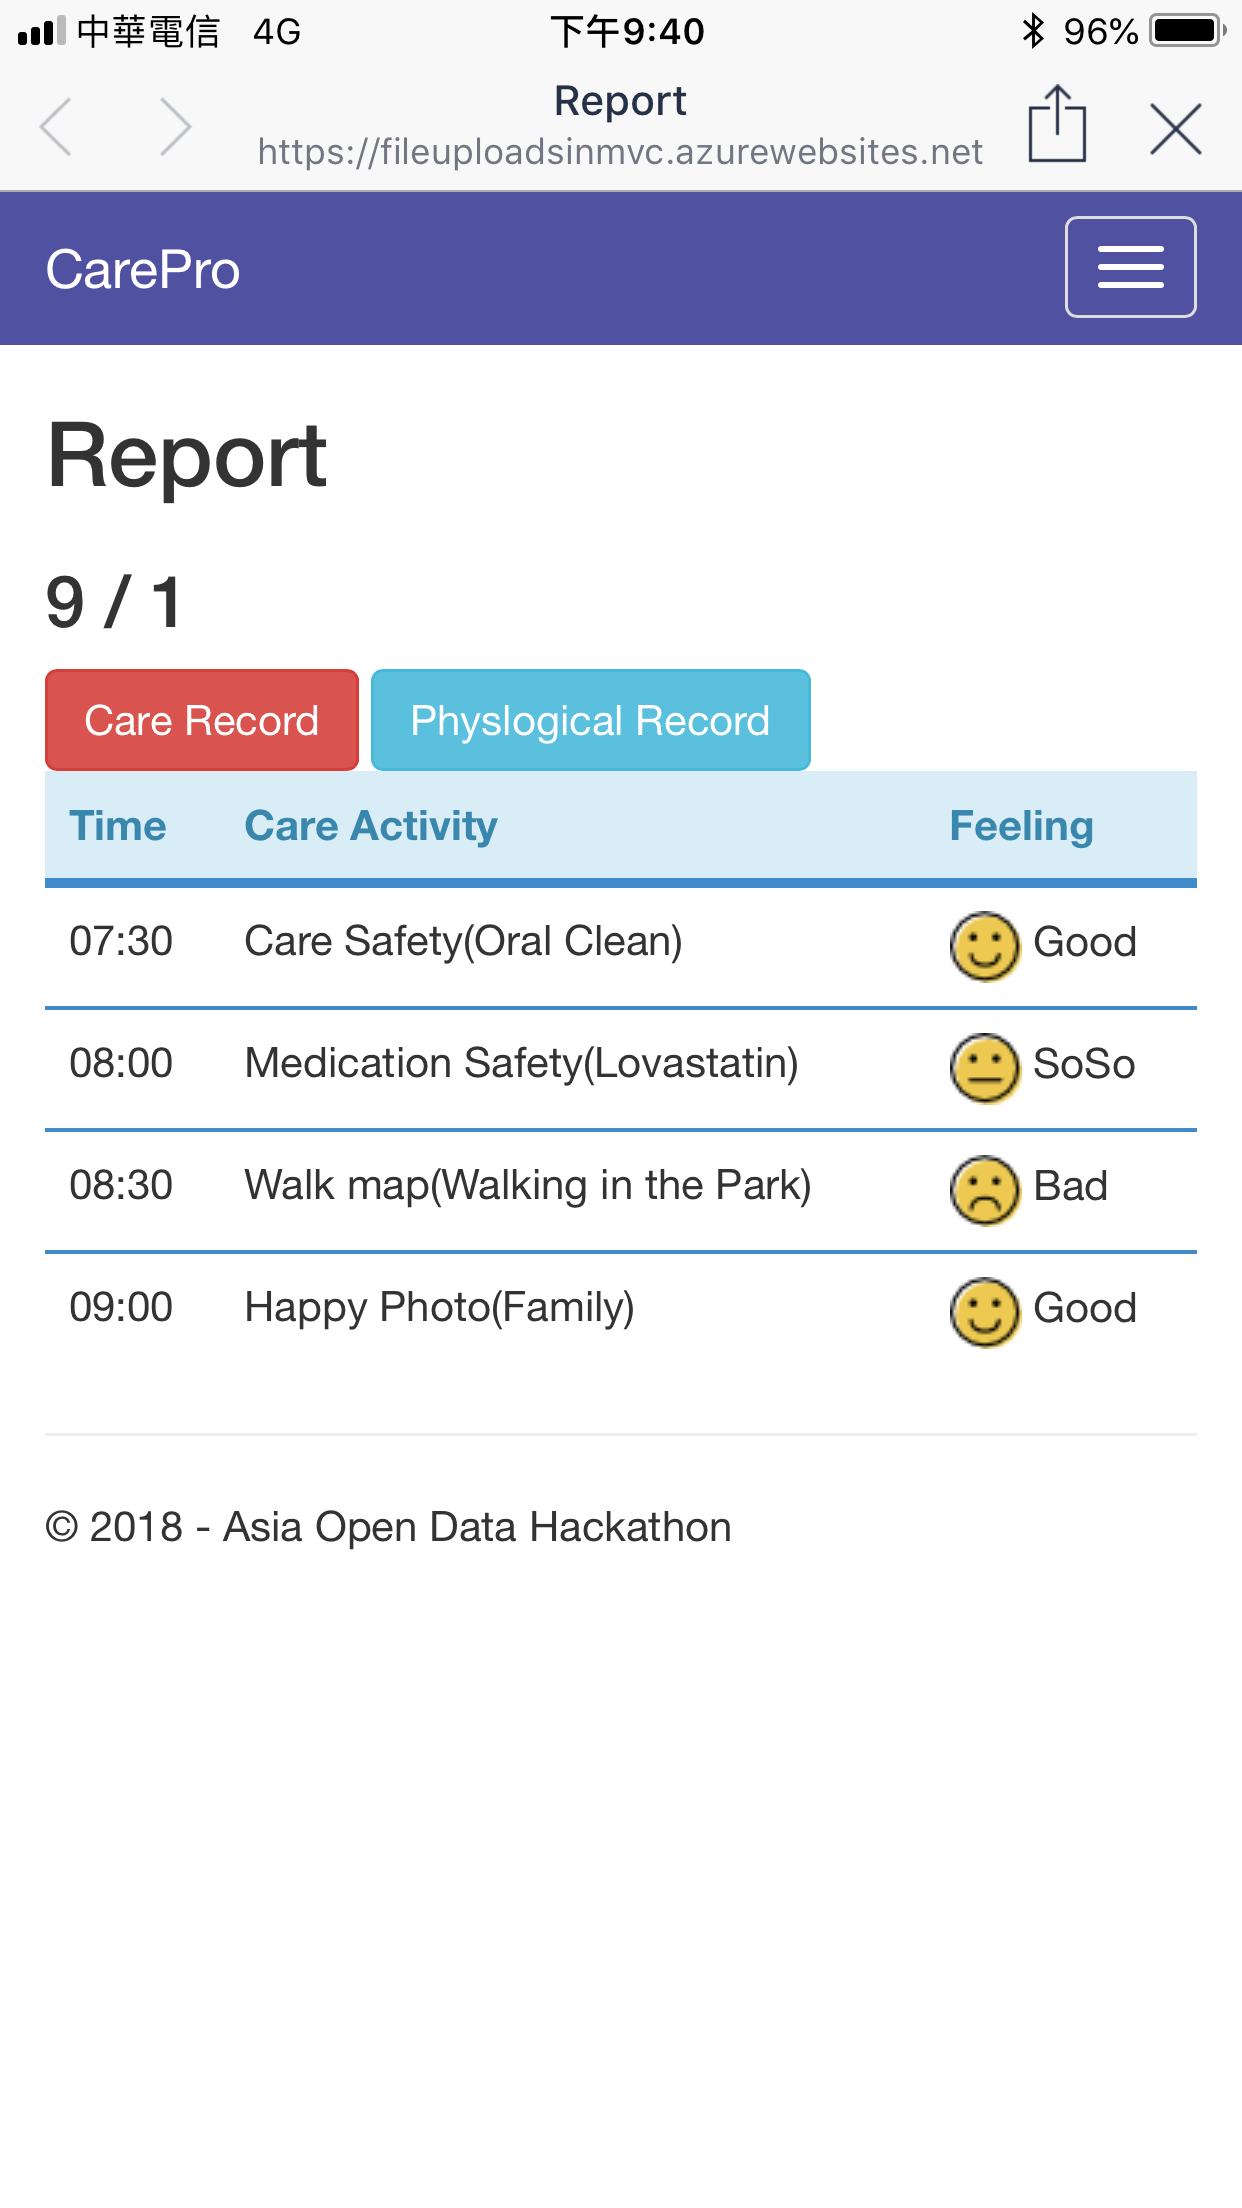 中華電信 4G 下午9:40 96%
Report
https://fileuploadsinmvc.azurewebsites.net
CarePro
Report
9 / 1
Care Record Physlogical Record
Time Care Activity Feeling
07:30 Care Safety(Oral Clean) Good
08:00 Medication Safety(Lovastatin) SoSo
08:30 Walk map(Walking in the Park) Bad
09:00 Happy Photo(Family) Good
© 2018 - Asia Open Data Hackathon